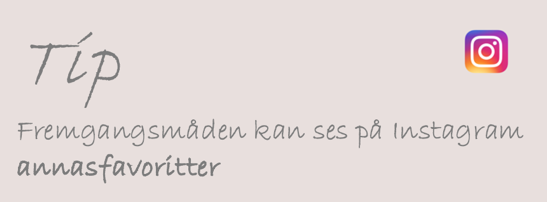 Tip
Fremgangsmåden kan ses på Instagram
annasfavoritter